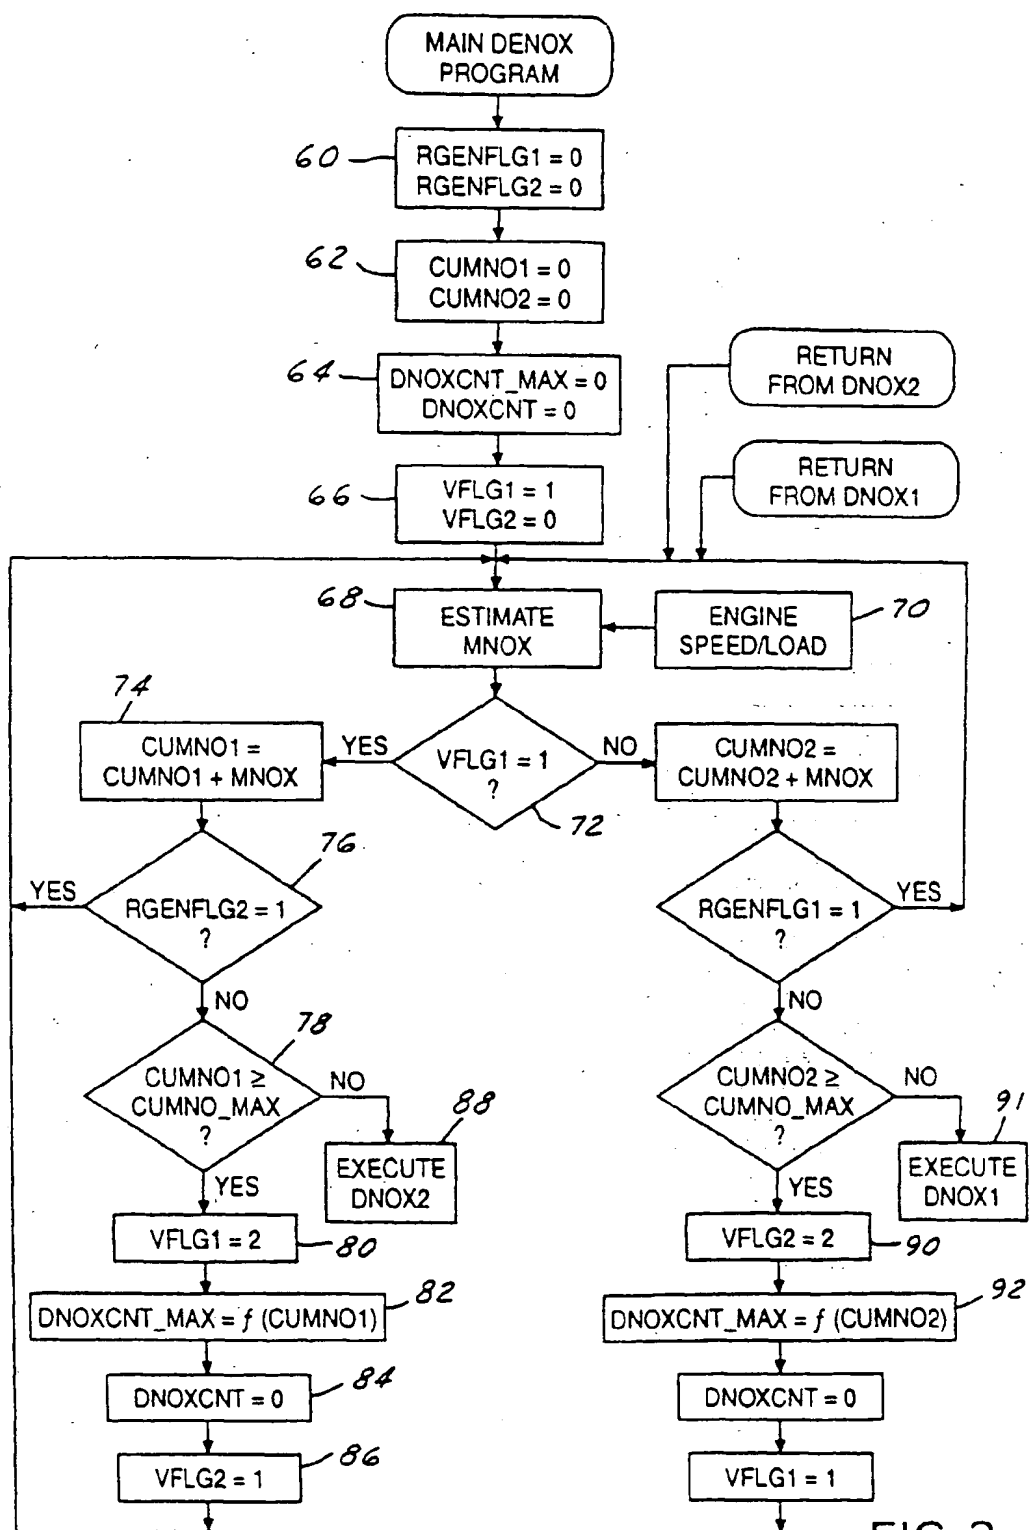 MAIN DENOX
PROGRAM
60
RGENFLG1 = 0
RGENFLG2 = 0
62
CUMNO1 = 0
CUMNO2 = 0
64
DNOXCNT_MAX = 0
DNOXCNT = 0
RETURN
FROM DNOX2
66
VFLG1 = 1
VFLG2 = 0
RETURN
FROM DNOX1
68
ESTIMATE
MNOX
ENGINE
SPEED/LOAD
70
74
CUMNO1 =
CUMNO1 + MNOX
YES
VFLG1 = 1
?
NO
72
CUMNO2 =
CUMNO2 + MNOX
76
YES
RGENFLG2 = 1
?
NO
RGENFLG1 = 1
?
YES
NO
78
CUMNO1 ≥
CUMNO_MAX
?
NO
88
EXECUTE
DNOX2
YES
CUMNO2 ≥
CUMNO_MAX
?
NO
91
EXECUTE
DNOX1
YES
VFLG1 = 2
80
VFLG2 = 2
90
DNOXCNT_MAX = f (CUMNO1)
82
DNOXCNT_MAX = f (CUMNO2)
92
DNOXCNT = 0
84
DNOXCNT = 0
VFLG2 = 1
86
VFLG1 = 1